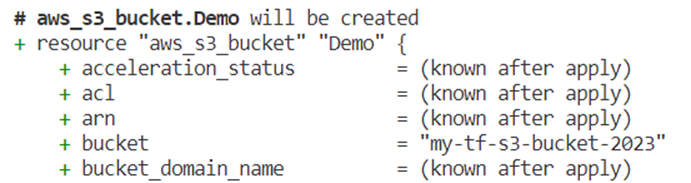 # aws_s3_bucket.Demo will be created
+ resource "aws_s3_bucket" "Demo" {
+ acceleration_status = (known after apply)
+ acl = (known after apply)
+ arn = (known after apply)
+ bucket = "my-tf-s3-bucket-2023"
+ bucket_domain_name = (known after apply)